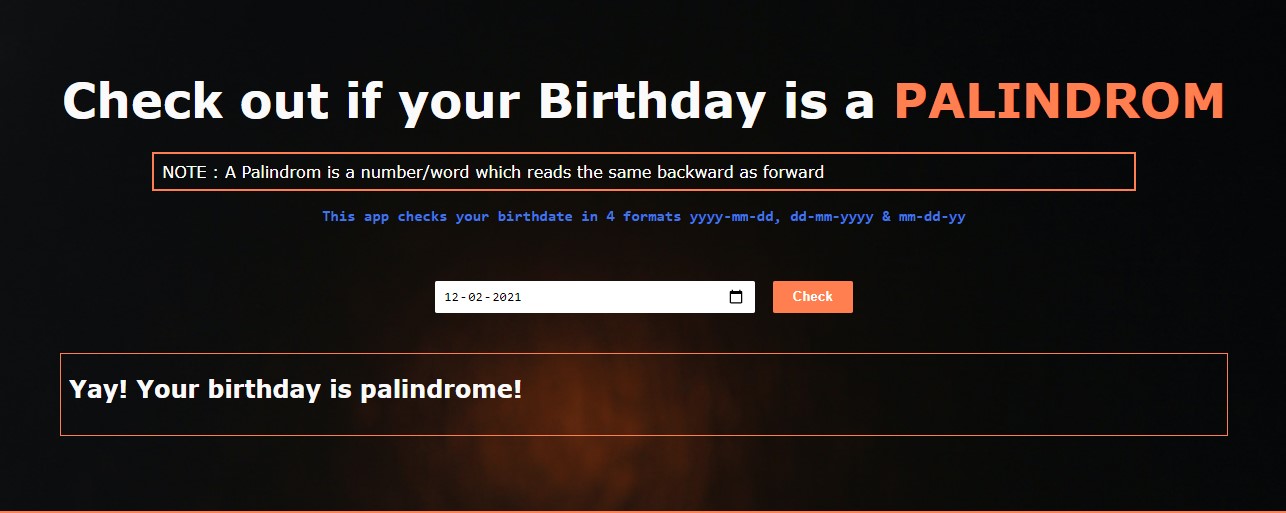 Check out if your Birthday is a PALINDROM
NOTE : A Palindrom is a number/word which reads the same backward as forward
This app checks your birthdate in 4 formats yyyy-mm-dd, dd-mm-yyyy & mm-dd-yy
12-02-2021
Check
Yay! Your birthday is palindrome!